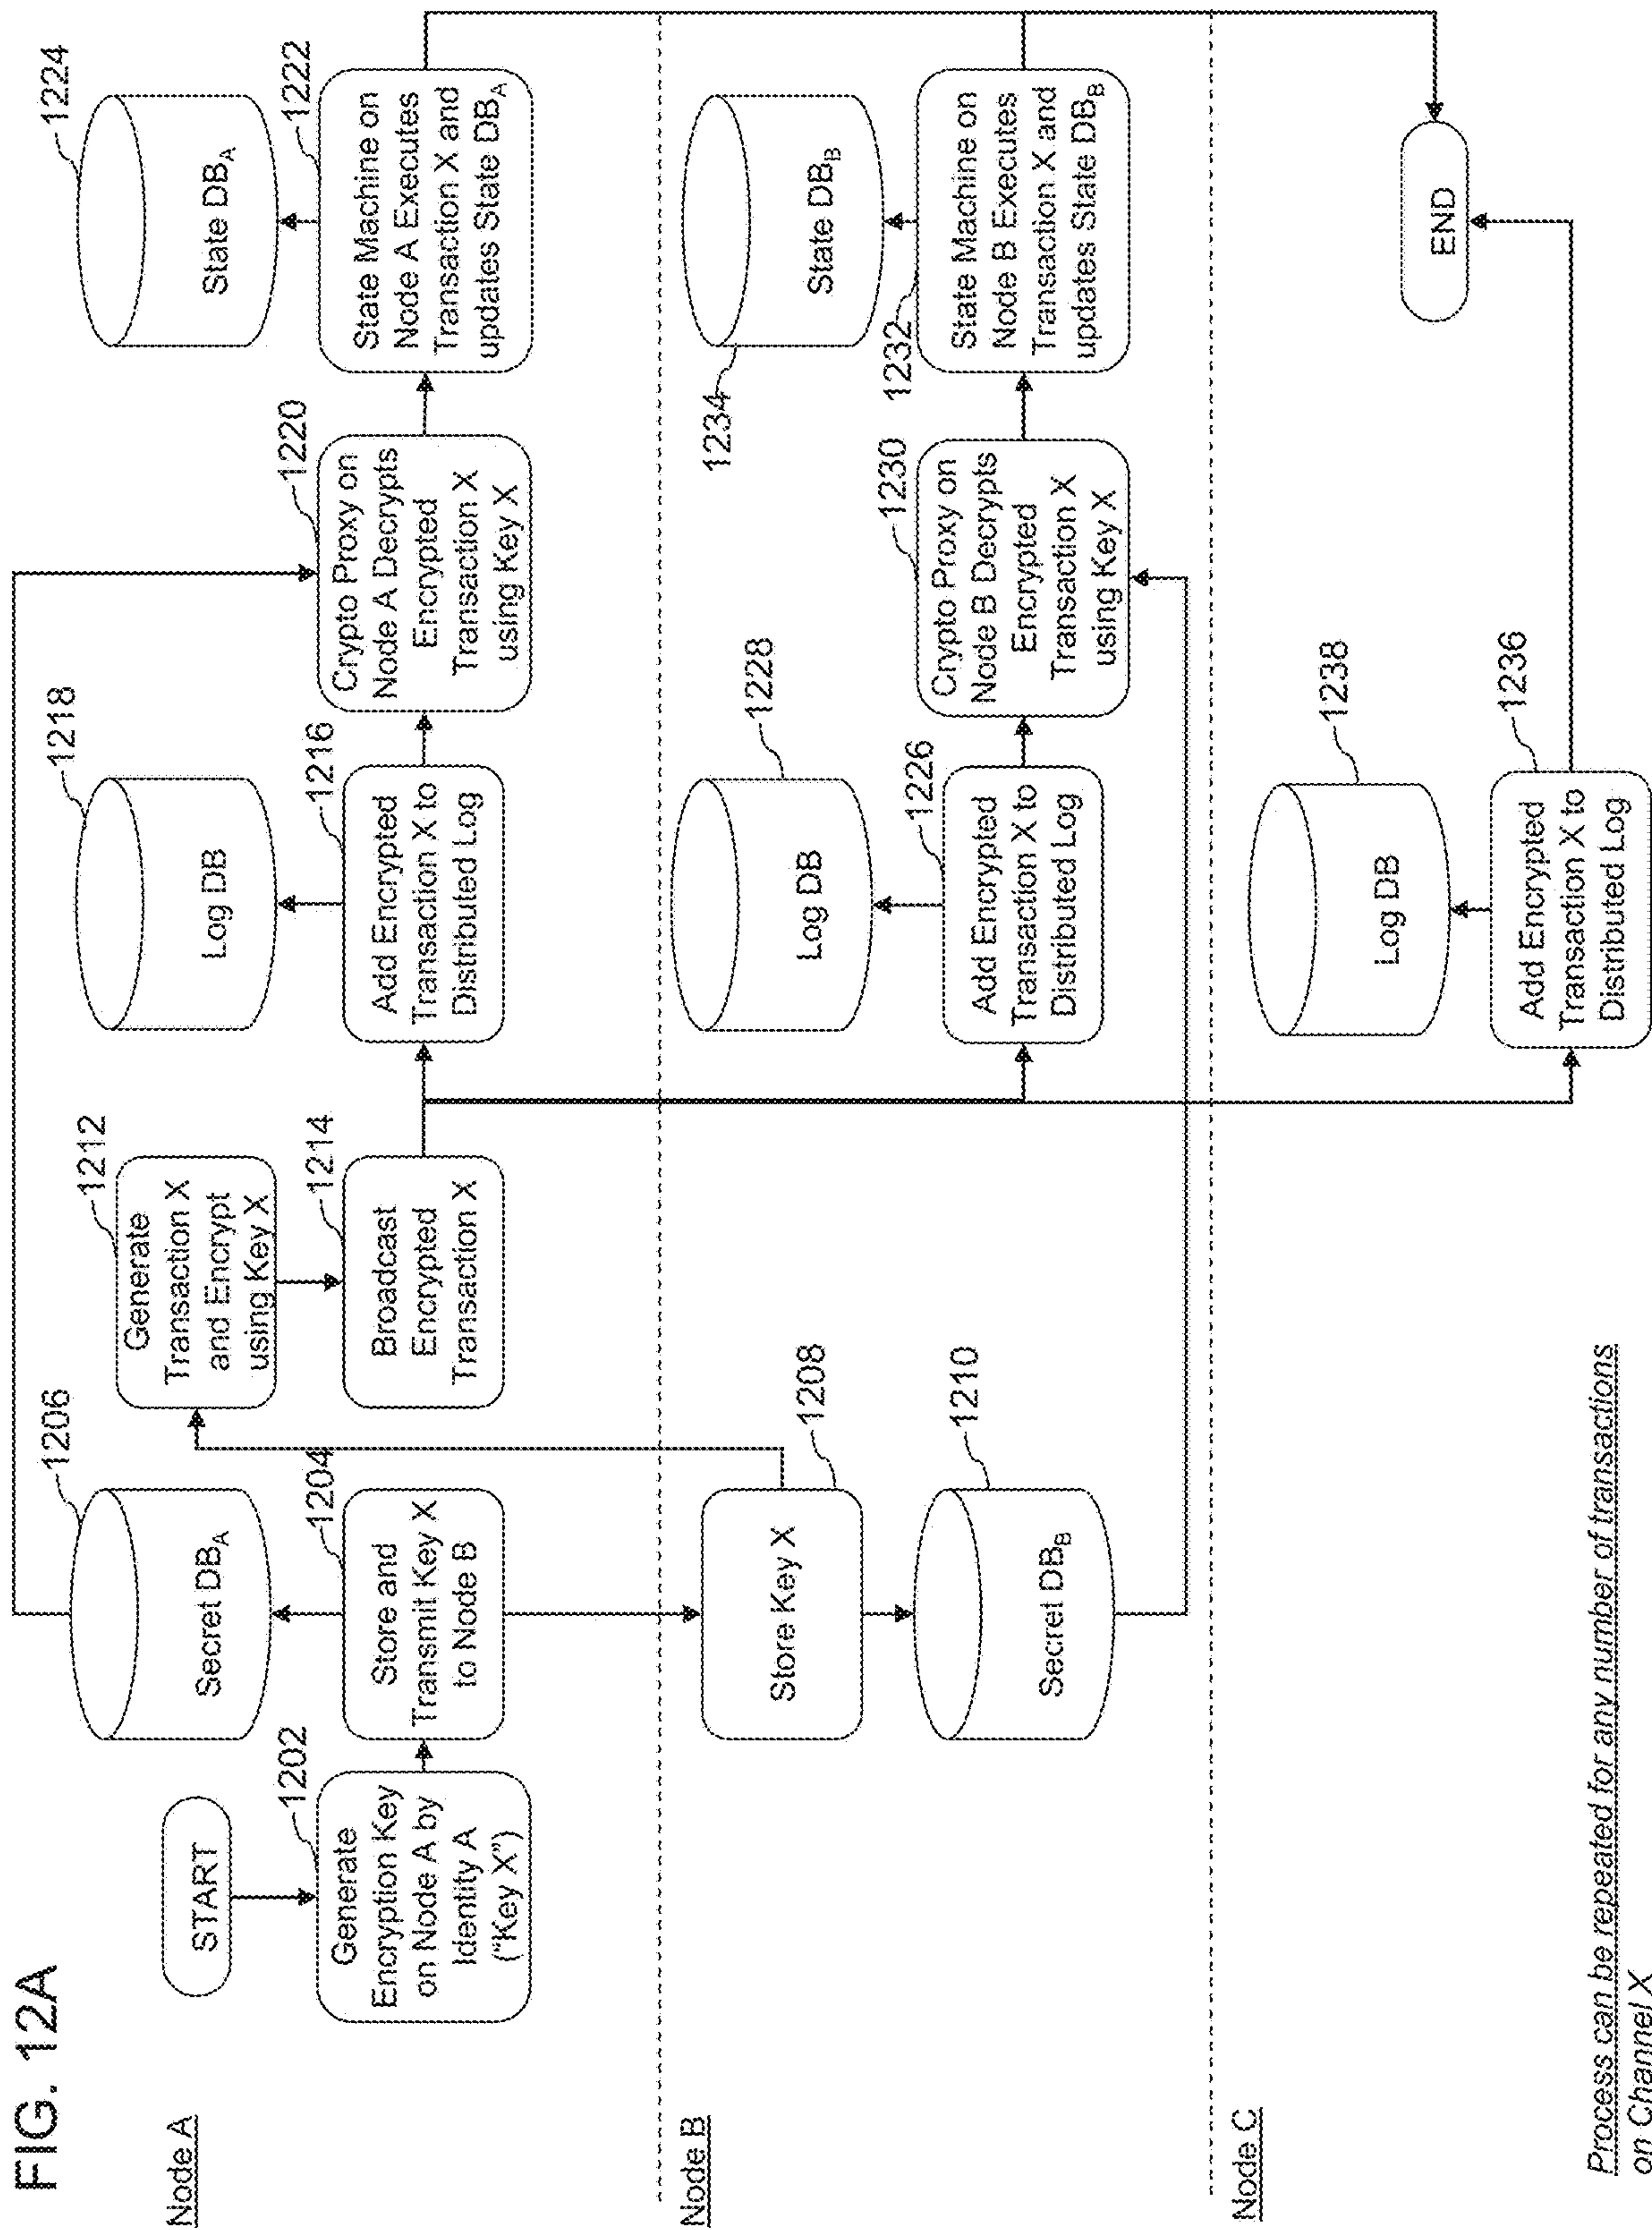 FIG. 12A
Node A
START
1202
Generate
Encryption Key
on Node A by
Identity A
("Key X")
1204
Store and
Transmit Key X
to Node B
1206
Secret DBA
1212
Generate
Transaction X
and Encrypt
using Key X
1214
Broadcast
Encrypted
Transaction X
1218
Log DB
1216
Add Encrypted
Transaction X to
Distributed Log
1220
Crypto Proxy on
Node A Decrypts
Encrypted
Transaction X
using Key X
1224
State DBA
1222
State Machine on
Node A Executes
Transaction X and
updates State DBA
Node B
1208
Store Key X
1210
Secret DBB
1228
Log DB
1226
Add Encrypted
Transaction X to
Distributed Log
1230
Crypto Proxy on
Node B Decrypts
Encrypted
Transaction X
using Key X
1234
State DBB
1232
State Machine on
Node B Executes
Transaction X and
updates State DBB
Node C
1238
Log DB
1236
Add Encrypted
Transaction X to
Distributed Log
END
Process can be repeated for any number of transactions
on Channel X